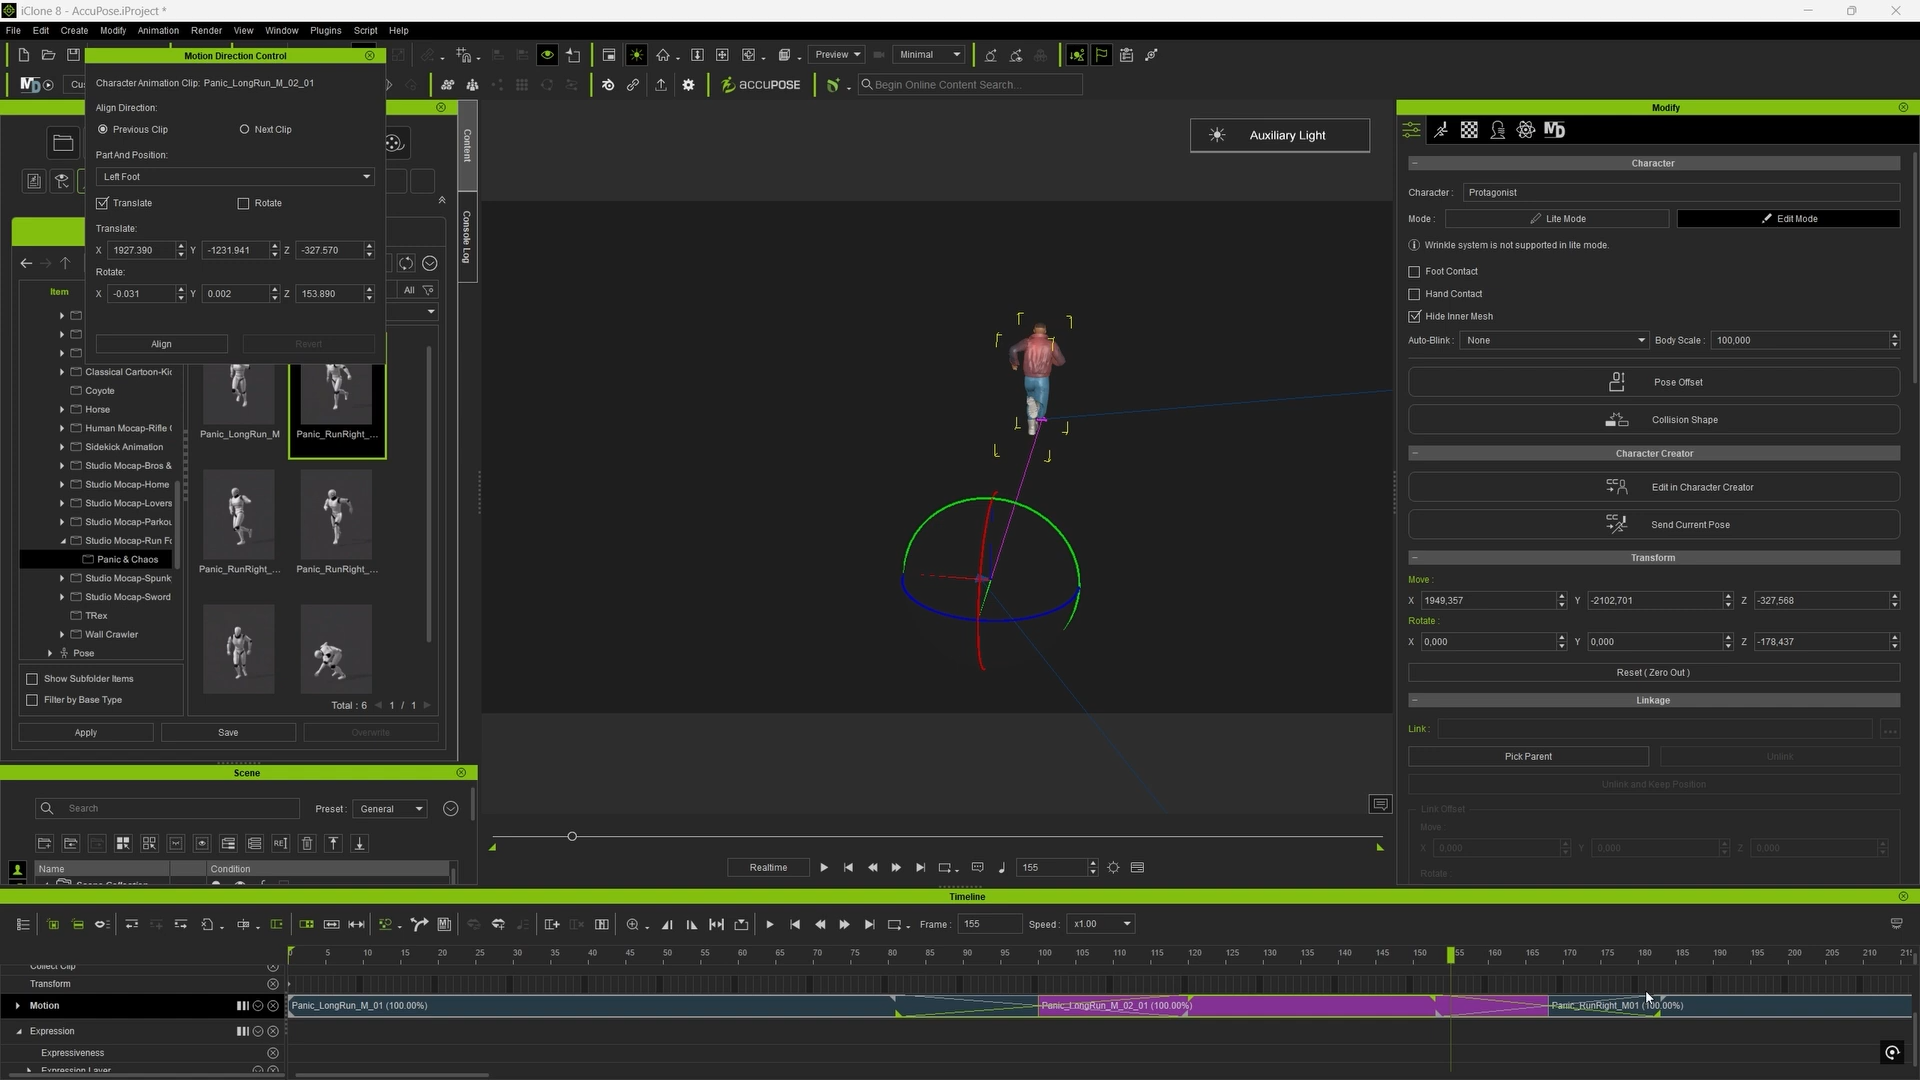 iClone 8 - AccuPose.iProject *
File Edit Create Modify Animation Render View Window Plugins Script Help
Motion Direction Control
Preview
Minimal
Character Animation Clip: Panic_LongRun_M_02_01
ACCUPOSE
Begin Online Content Search...
Align Direction:
Previous Clip
Next Clip
Part And Position:
Left Foot
Translate
Rotate
Translate:
X 1927.390 Y -1231.941 Z -327.570
Rotate:
X -0.031 Y 0.002 Z 153.890
Align
Revert
Content
Console Log
Item
All
Classical Cartoon-Kic
Coyote
Horse
Human Mocap-Rifle
Sidekick Animation
Studio Mocap-Bros &
Studio Mocap-Home
Studio Mocap-Lovers
Studio Mocap-Parkou
Studio Mocap-Run Fo
Panic & Chaos
Studio Mocap-Spunk
Studio Mocap-Sword
TRex
Wall Crawler
Pose
Panic_LongRun_M
Panic_RunRight_...
Panic_RunRight_...
Panic_RunRight_...
Show Subfolder Items
Filter by Base Type
Total : 6 1 / 1
Apply
Save
Overwrite
Scene
Search
Preset : General
Name
Condition
Auxiliary Light
Realtime
155
Modify
Character
Character : Protagonist
Mode : Lite Mode Edit Mode
Wrinkle system is not supported in lite mode.
Foot Contact
Hand Contact
Hide Inner Mesh
Auto-Blink : None Body Scale : 100,000
Pose Offset
Collision Shape
Character Creator
Edit in Character Creator
Send Current Pose
Transform
Move :
X 1949,357 Y -2102,701 Z -327,568
Rotate :
X 0,000 Y 0,000 Z -178,437
Reset ( Zero Out )
Linkage
Link :
Pick Parent
Unlink
Unlink and Keep Position
Link Offset
Move :
X 0,000 Y 0,000 Z 0,000
Rotate
Timeline
Frame : 155 Speed : x1.00
5 10 15 20 25 30 35 40 45 50 55 60 65 70 75 80 85 90 95 100 105 110 115 120 125 130 135 140 145 150 55 160 165 170 175 180 185 190 195 200 205 210 215
Collect Clip
Transform
Motion
Panic_LongRun_M_01 (100.00%)
Panic_LongRun_M_02_01 (100.00%)
Panic_RunRight_M01 (100.00%)
Expression
Expressiveness
Expression Layer